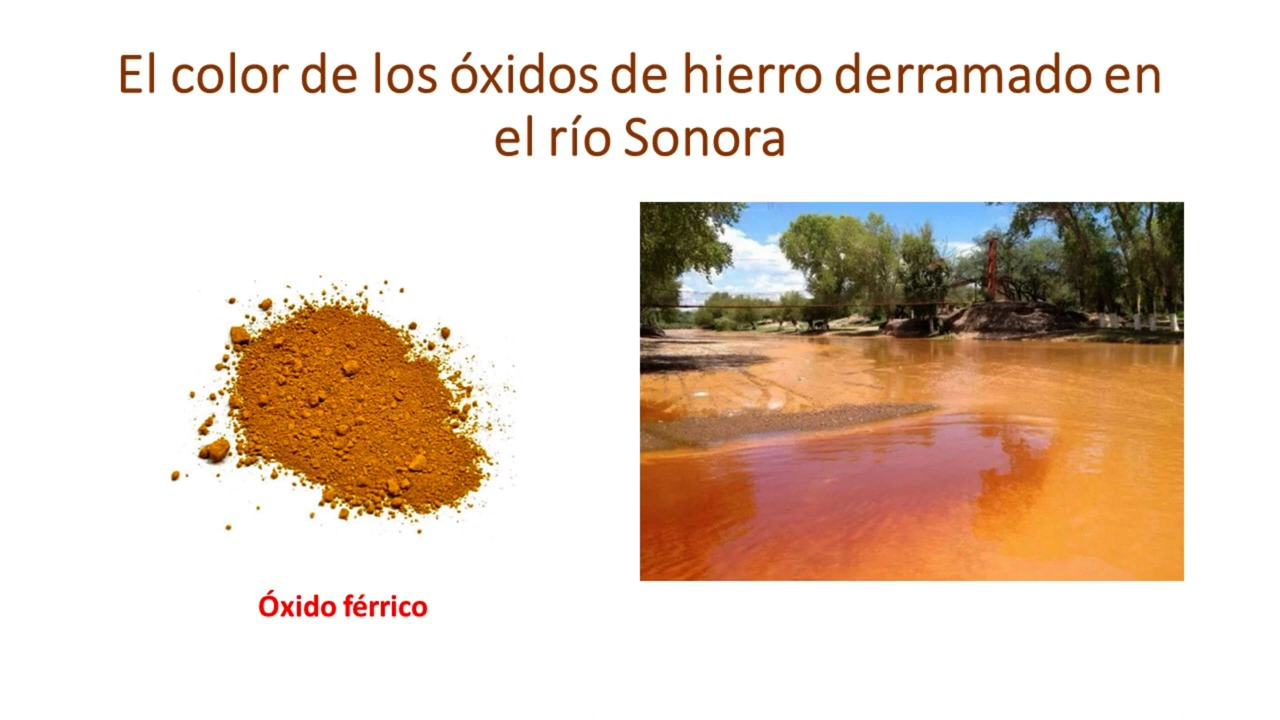 El color de los óxidos de hierro derramado en
el río Sonora
Óxido férrico